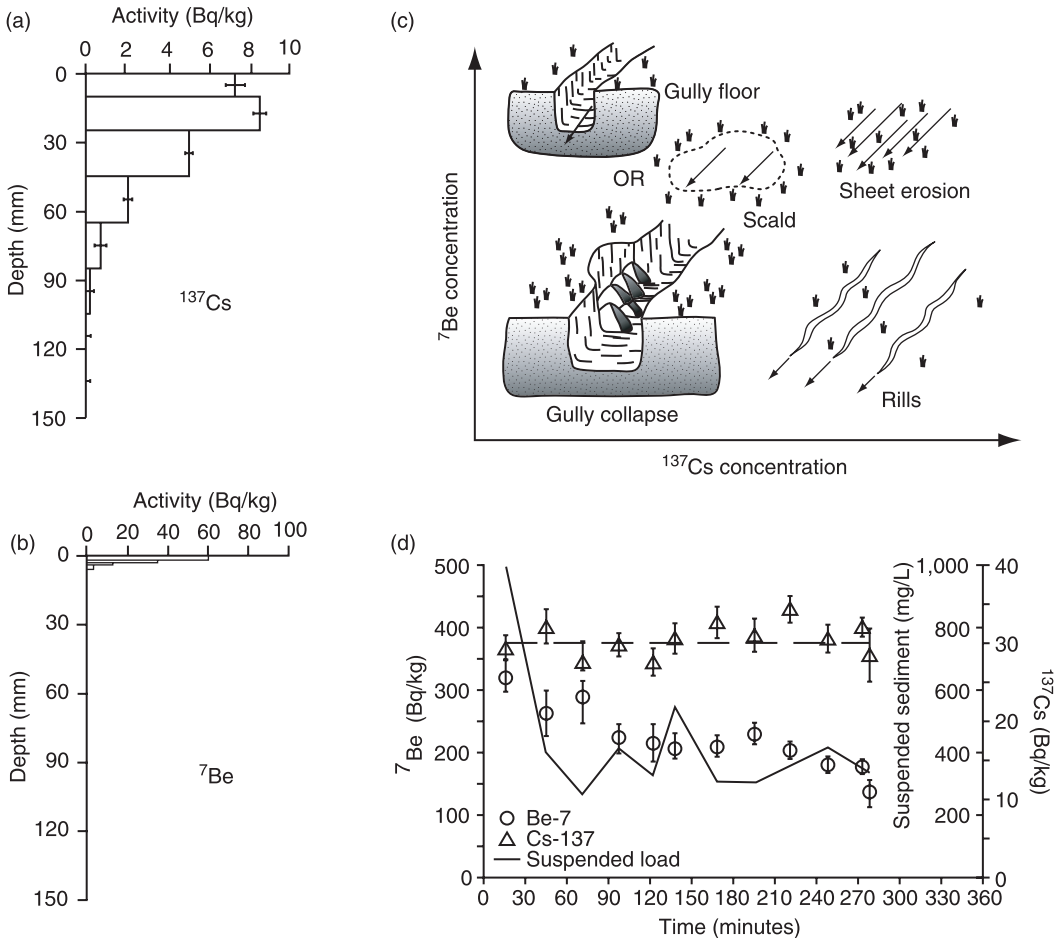 (a)
Activity (Bq/kg)
0 2 4 6 8 10
0
30
60
90
120
150
Depth (mm)
137Cs
(b)
Activity (Bq/kg)
0 20 40 60 80 100
0
30
60
90
120
150
Depth (mm)
7Be
(c)
7Be concentration
Gully floor
OR
Scald
Sheet erosion
Gully collapse
Rills
137Cs concentration
(d)
500
400
300
200
100
0
7Be (Bq/kg)
Be-7
Cs-137
Suspended load
Suspended sediment (mg/L)
1,000
800
600
400
200
0
40
30
20
10
0
137Cs (Bq/kg)
0 30 60 90 120 150 180 210 240 270 300 330 360
Time (minutes)